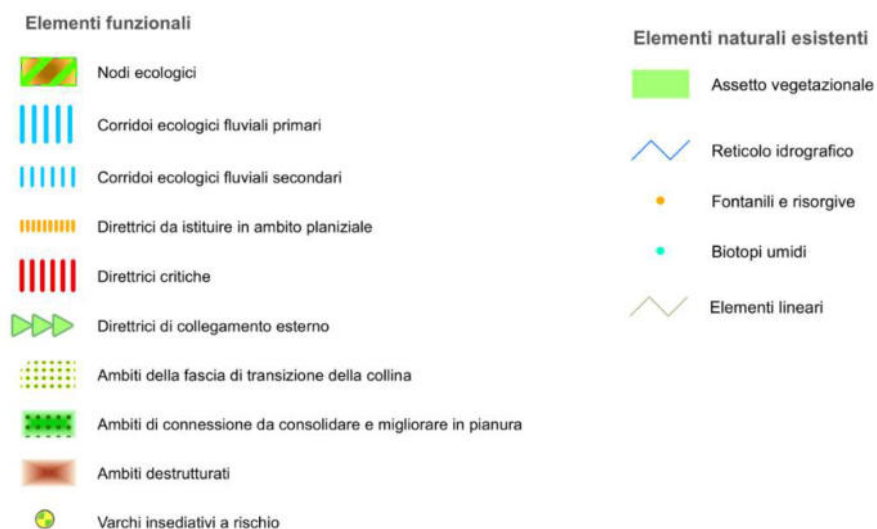 Elementi funzionali
Nodi ecologici
Corridoi ecologici fluviali primari
Corridoi ecologici fluviali secondari
Direttrici da istituire in ambito planiziale
Direttrici critiche
Direttrici di collegamento esterno
Ambiti della fascia di transizione della collina
Ambiti di connessione da consolidare e migliorare in pianura
Ambiti destrutturati
Varchi insediativi a rischio
Elementi naturali esistenti
Assetto vegetazionale
Reticolo idrografico
Fontanili e risorgive
Biotopi umidi
Elementi lineari